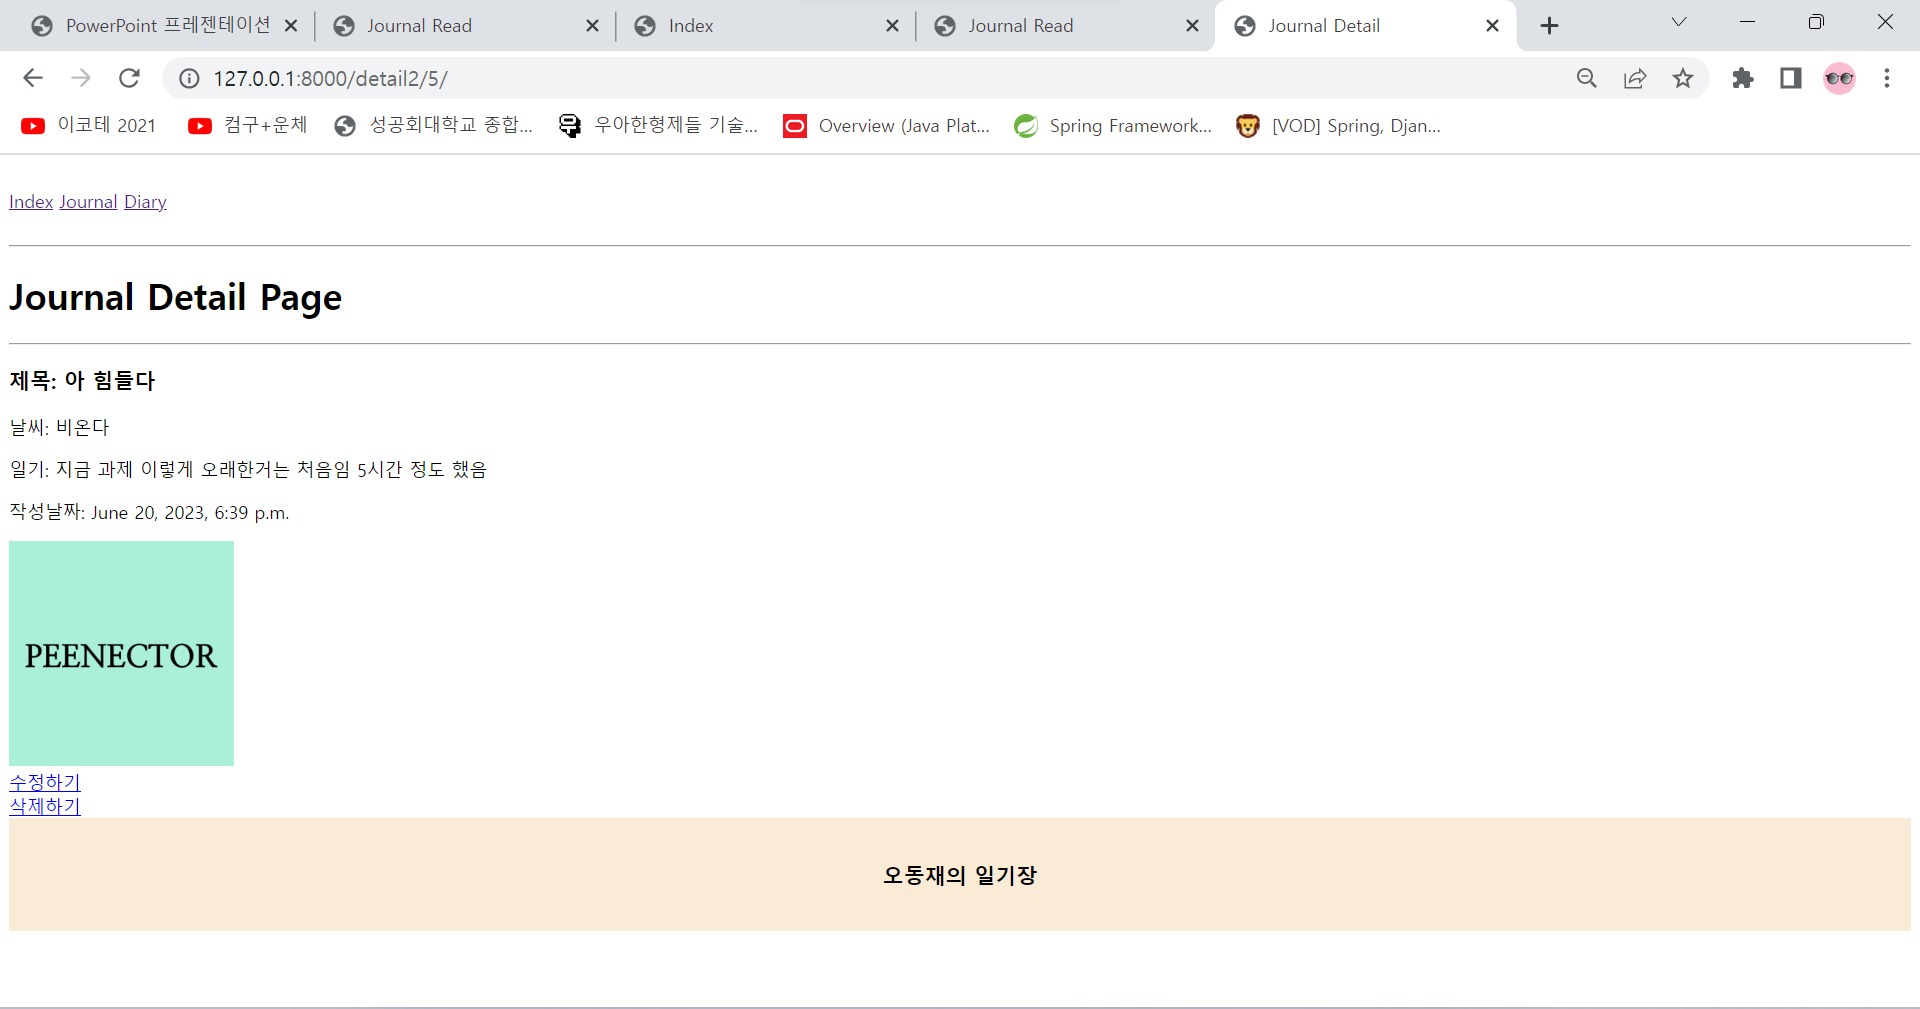 PowerPoint 프레젠테이션
Journal Read
Index
Journal Read
Journal Detail
127.0.0.1:8000/detail2/5/
이코테 2021
컴구+운체
성공회대학교 종합...
우아한형제들 기술...
Overview (Java Plat...
Spring Framework...
[VOD] Spring, Djan...
Index Journal Diary
Journal Detail Page
제목: 아 힘들다
날씨: 비온다
일기: 지금 과제 이렇게 오래한거는 처음임 5시간 정도 했음
작성날짜: June 20, 2023, 6:39 p.m.
PEENECTOR
수정하기
삭제하기
오동재의 일기장